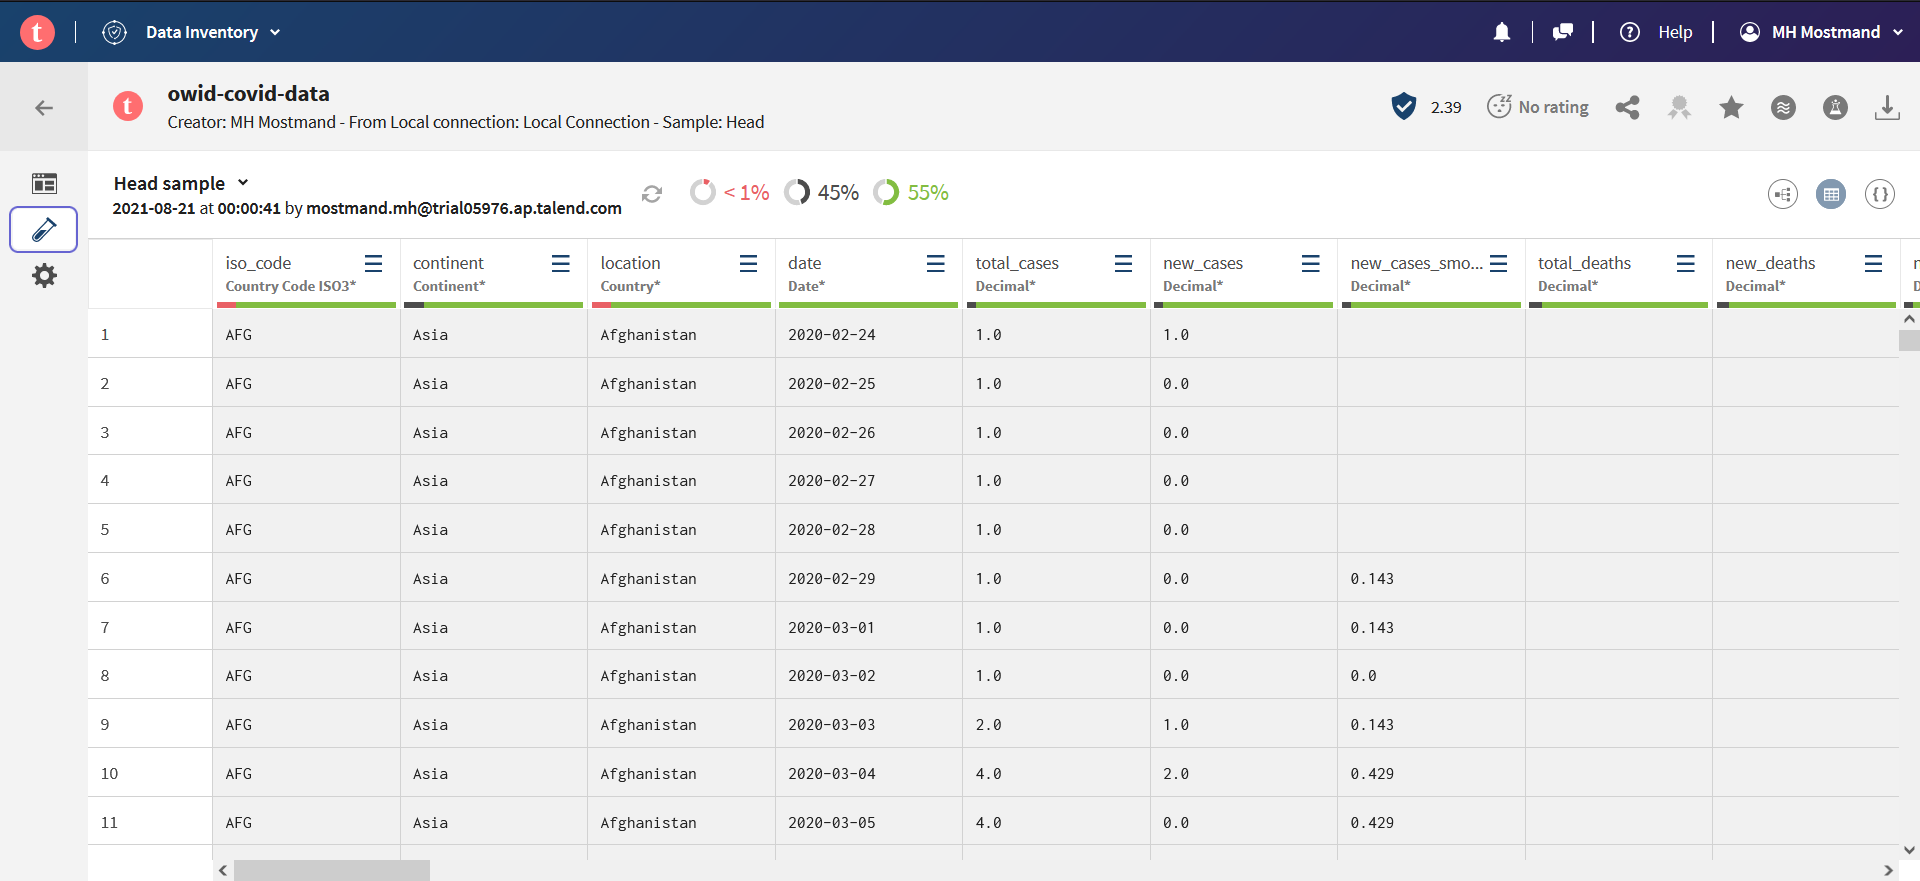 t Data Inventory Help MH Mostmand
t owid-covid-data
Creator: MH Mostmand - From Local connection: Local Connection - Sample: Head
2.39 zZ No rating
Head sample
2021-08-21 at 00:00:41 by mostmand.mh@trial05976.ap.talend.com
< 1% 45% 55%
iso_code continent location date total_cases new_cases new_cases_smo... total_deaths new_deaths
Country Code ISO3* Continent* Country* Date* Decimal* Decimal* Decimal* Decimal* Decimal*
1 AFG Asia Afghanistan 2020-02-24 1.0 1.0
2 AFG Asia Afghanistan 2020-02-25 1.0 0.0
3 AFG Asia Afghanistan 2020-02-26 1.0 0.0
4 AFG Asia Afghanistan 2020-02-27 1.0 0.0
5 AFG Asia Afghanistan 2020-02-28 1.0 0.0
6 AFG Asia Afghanistan 2020-02-29 1.0 0.0 0.143
7 AFG Asia Afghanistan 2020-03-01 1.0 0.0 0.143
8 AFG Asia Afghanistan 2020-03-02 1.0 0.0 0.0
9 AFG Asia Afghanistan 2020-03-03 2.0 1.0 0.143
10 AFG Asia Afghanistan 2020-03-04 4.0 2.0 0.429
11 AFG Asia Afghanistan 2020-03-05 4.0 0.0 0.429